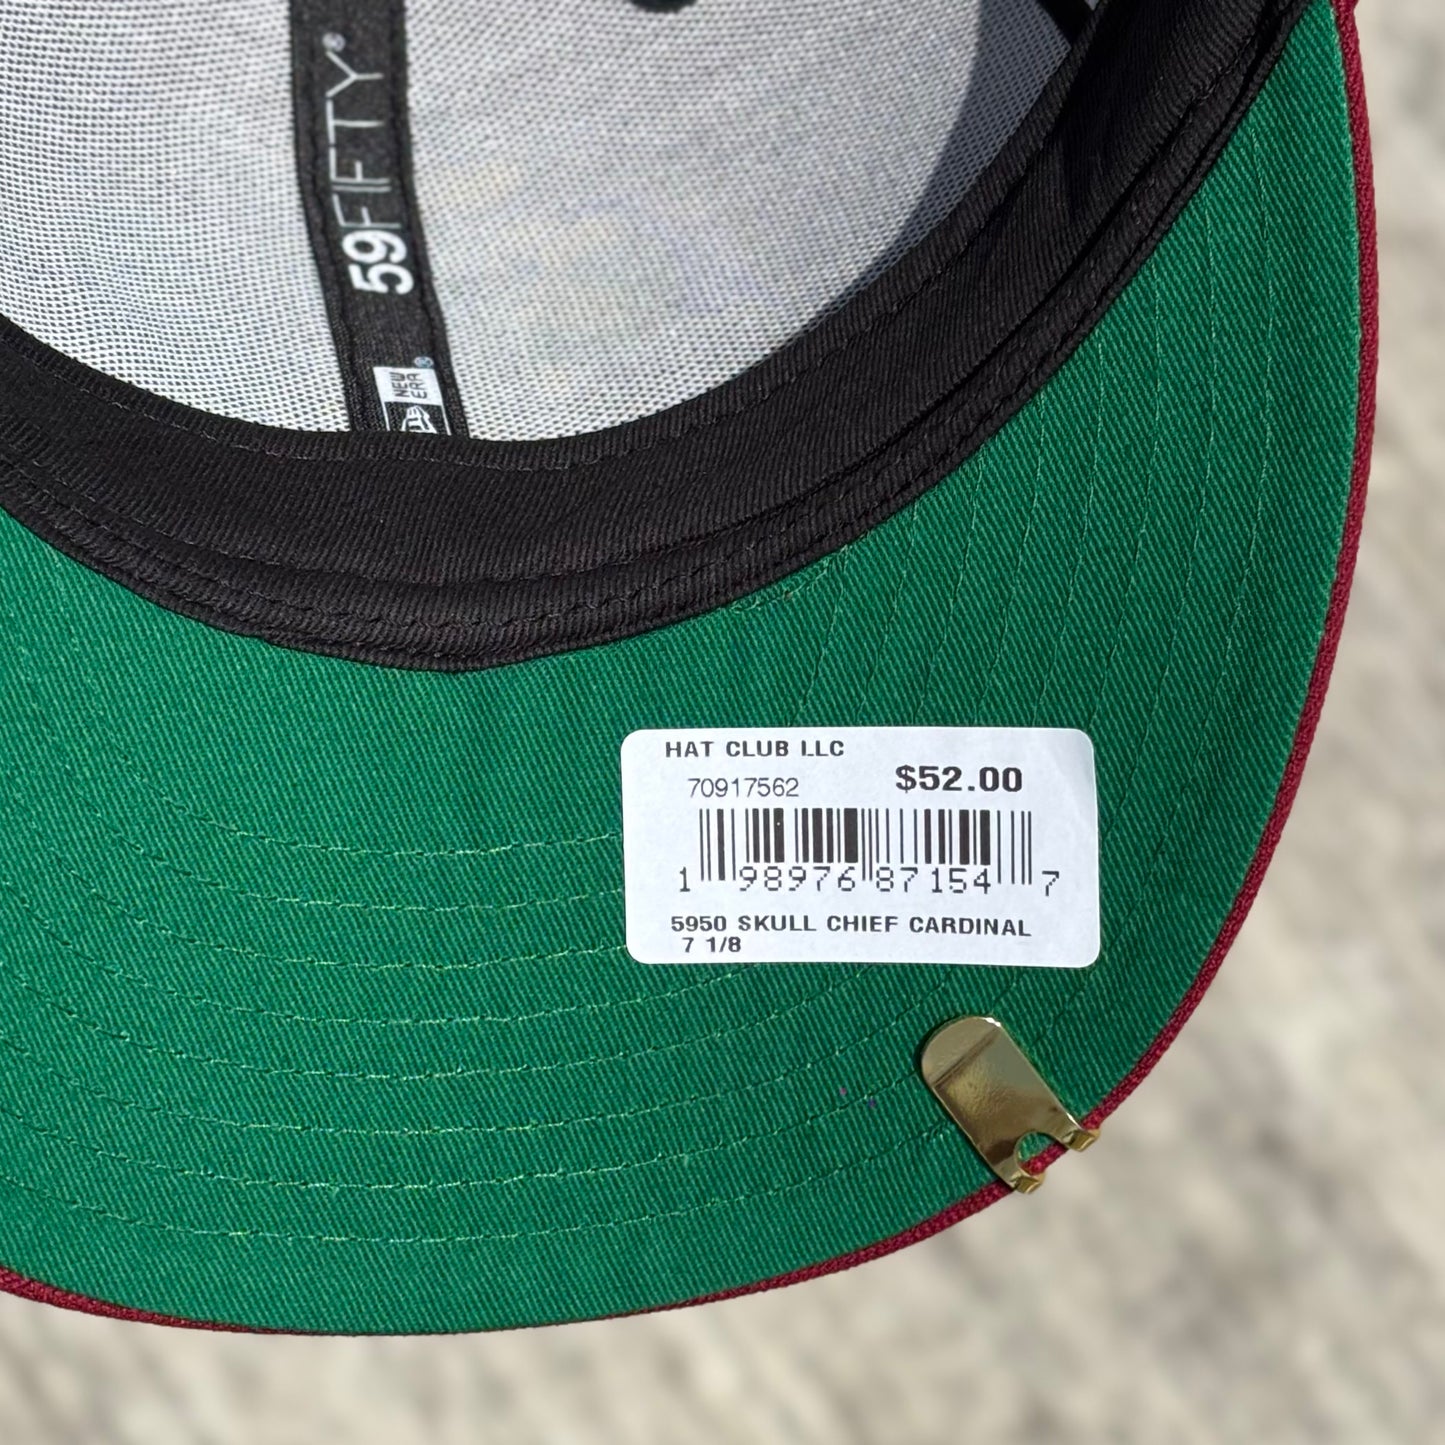 59FIFTY®
NEW
ERA®
HAT CLUB LLC
70917562 $52.00
1 98976 87154 7
5950 SKULL CHIEF CARDINAL
7 1/8